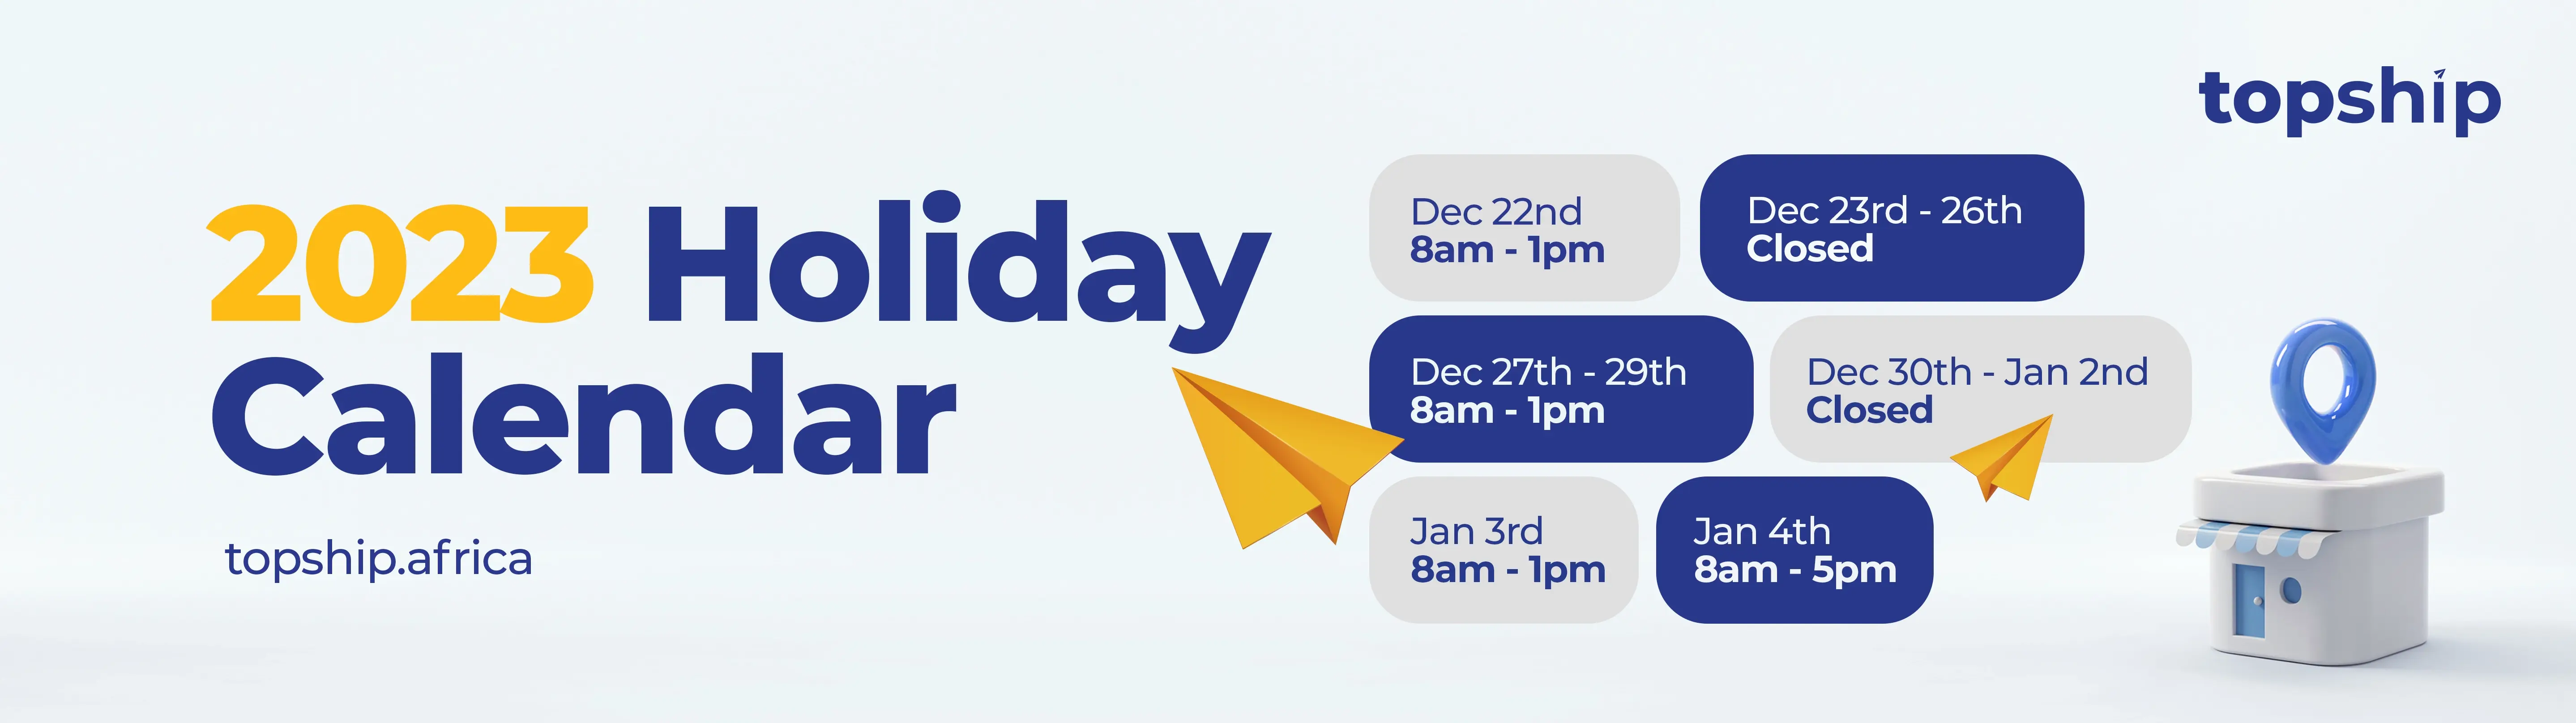 topship
2023 Holiday
Calendar
topship.africa
Dec 22nd
8am - 1pm
Dec 23rd - 26th
Closed
Dec 27th - 29th
8am - 1pm
Dec 30th - Jan 2nd
Closed
Jan 3rd
8am - 1pm
Jan 4th
8am - 5pm